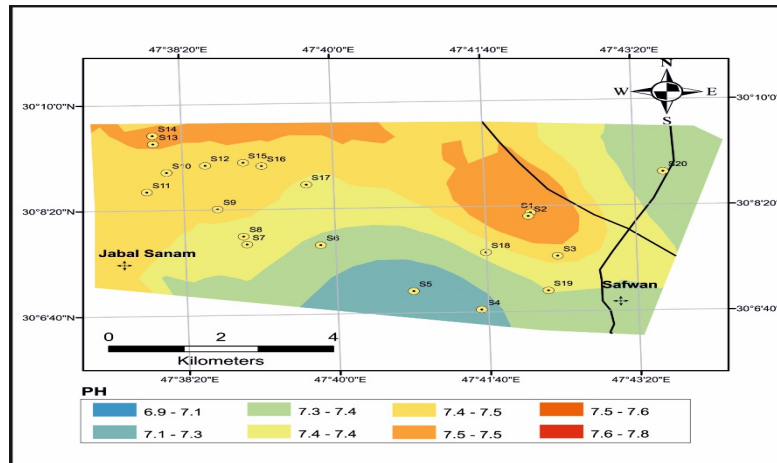 47°38'20"E 47°40'0"E 47°41'40"E 47°43'20"E
N
W E
S
30°10'0"N 30°10'0"N
S14
S13
S15
S12 S16
S10
S20
S17
S11
S9
S1
S2
30°8'20"N 30°8'20"N
S8
S7
S6
S18
S3
Jabal Sanam
S5
S19
Safwan
S4
30°6'40"N 30°6'40"N
0 2 4
Kilometers
47°38'20"E 47°40'0"E 47°41'40"E 47°43'20"E
PH
6.9 - 7.1 7.3 - 7.4 7.4 - 7.5 7.5 - 7.6
7.1 - 7.3 7.4 - 7.4 7.5 - 7.5 7.6 - 7.8